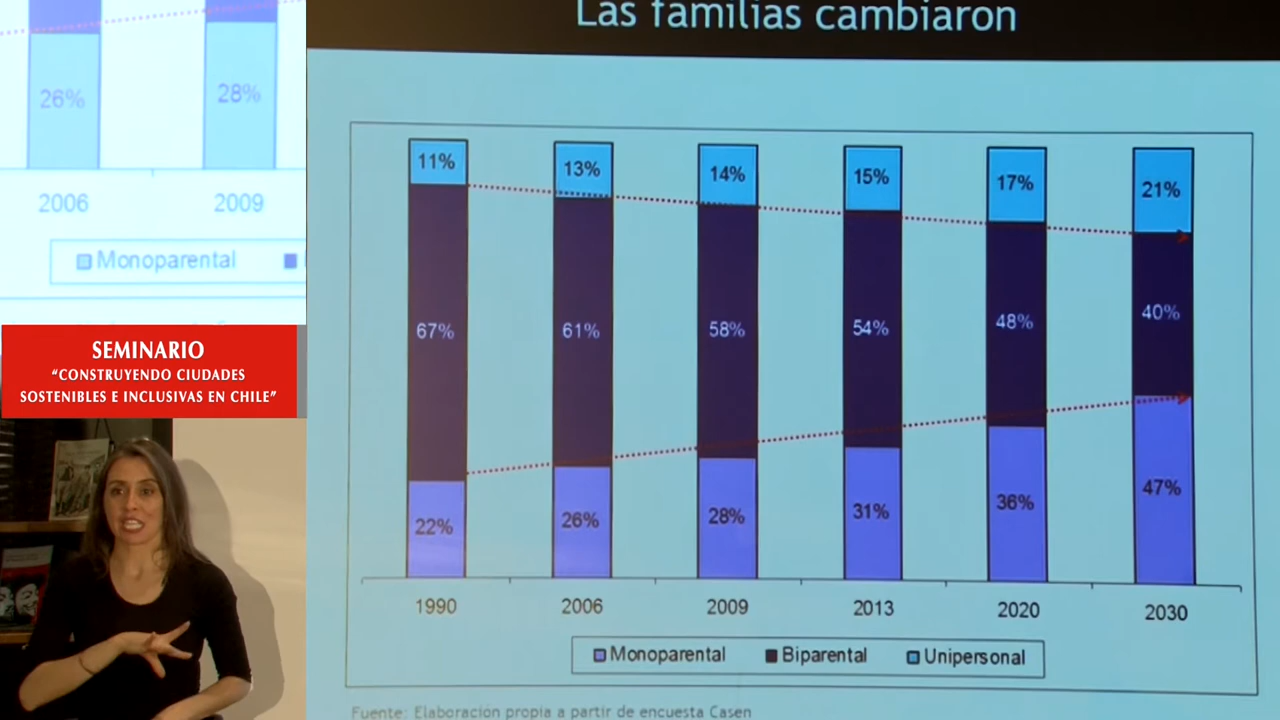 Las familias cambiaron
26% 28%
2006 2009
Monoparental
SEMINARIO
“CONSTRUYENDO CIUDADES
SOSTENIBLES E INCLUSIVAS EN CHILE”
11% 13% 14% 15% 17% 21%
67% 61% 58% 54% 48% 40%
22% 26% 28% 31% 36% 47%
1990 2006 2009 2013 2020 2030
Monoparental Biparental Unipersonal
Fuente: Elaboración propia a partir de encuesta Casen